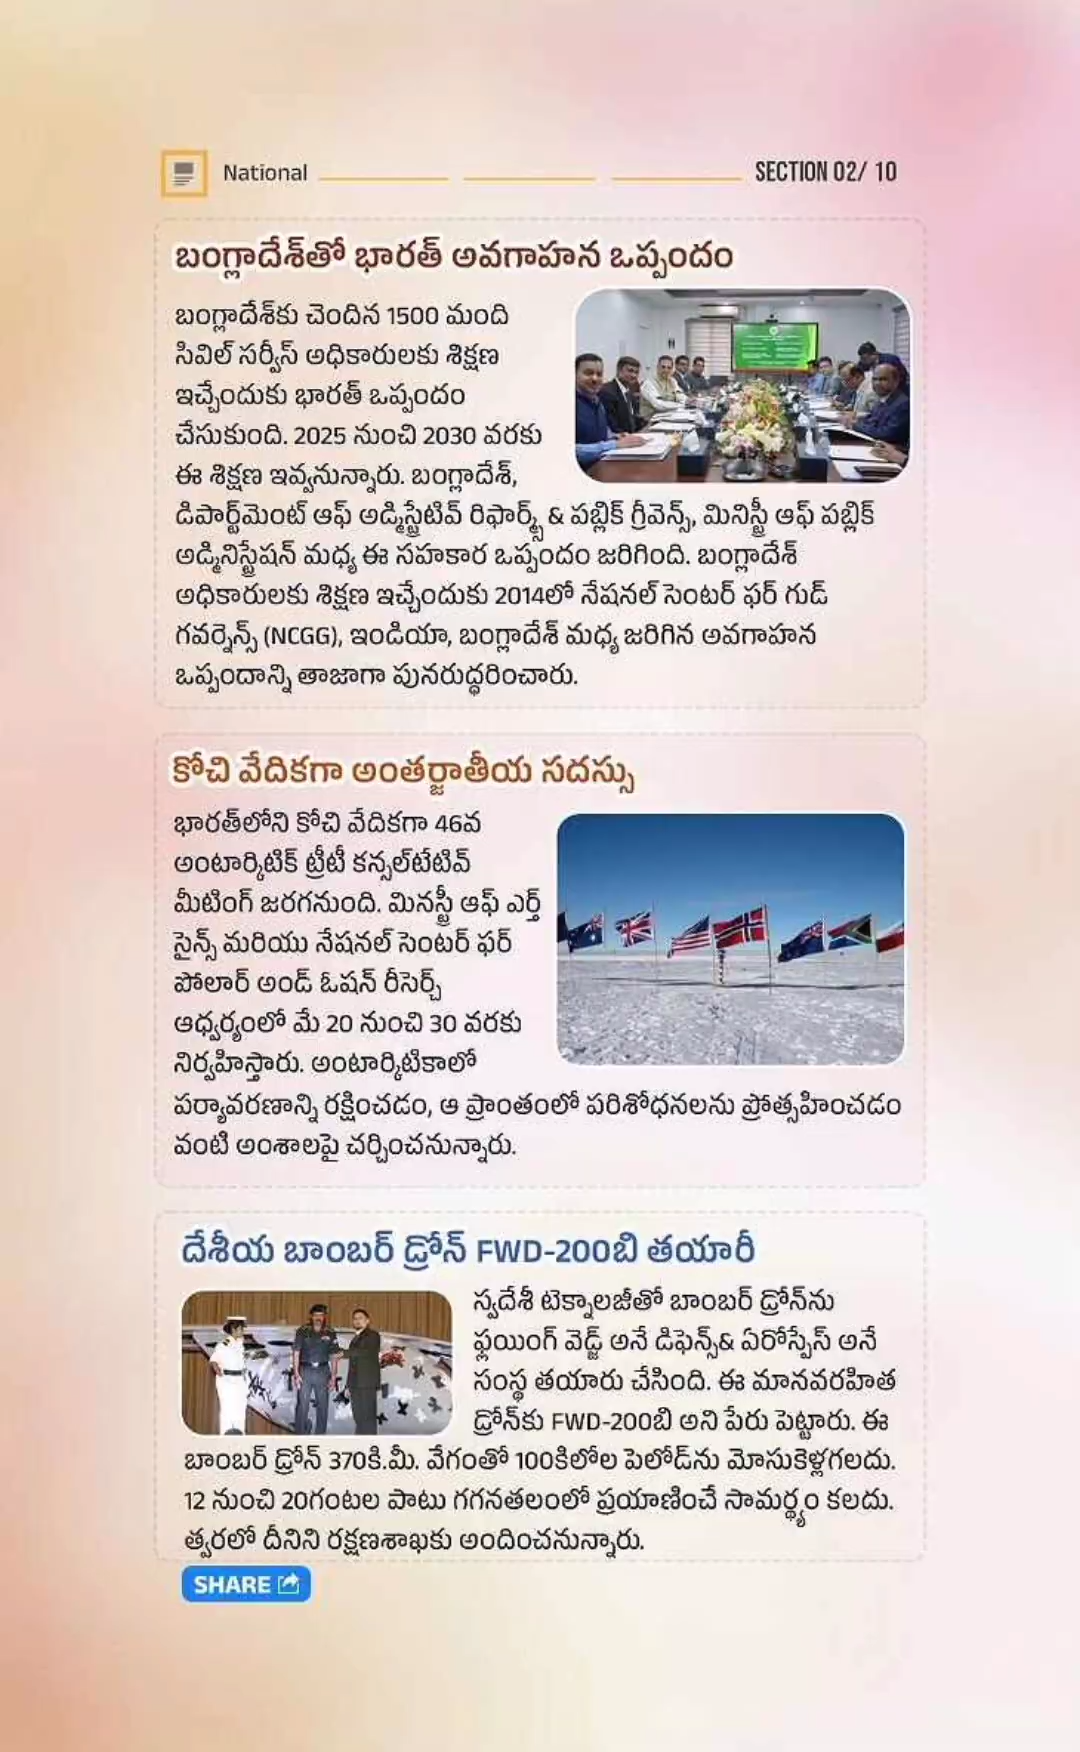 National
SECTION 02/ 10
బంగ్లాదేశ్‌తో భారత్ అవగాహన ఒప్పందం
బంగ్లాదేశ్‌కు చెందిన 1500 మంది
సివిల్ సర్వీస్ అధికారులకు శిక్షణ
ఇచ్చేందుకు భారత్ ఒప్పందం
చేసుకుంది. 2025 నుంచి 2030 వరకు
ఈ శిక్షణ ఇవ్వనున్నారు. బంగ్లాదేశ్,
డిపార్ట్‌మెంట్ ఆఫ్ అడ్మిస్ట్రేటివ్ రిఫార్మ్స్ & పబ్లిక్ గ్రీవెన్స్, మినిస్ట్రీ ఆఫ్ పబ్లిక్
అడ్మినిస్ట్రేషన్ మధ్య ఈ సహకార ఒప్పందం జరిగింది. బంగ్లాదేశ్
అధికారులకు శిక్షణ ఇచ్చేందుకు 2014లో నేషనల్ సెంటర్ ఫర్ గుడ్
గవర్నెన్స్ (NCGG), ఇండియా, బంగ్లాదేశ్ మధ్య జరిగిన అవగాహన
ఒప్పందాన్ని తాజాగా పునరుద్ధరించారు.
కోచి వేదికగా అంతర్జాతీయ సదస్సు
భారత్‌లోని కోచి వేదికగా 46వ
అంటార్కిటిక్ ట్రీటీ కన్సల్‌టేటివ్
మీటింగ్ జరగనుంది. మినస్ట్రీ ఆఫ్ ఎర్త్
సైన్స్ మరియు నేషనల్ సెంటర్ ఫర్
పోలార్ అండ్ ఓషన్ రీసెర్చ్
ఆధ్వర్యంలో మే 20 నుంచి 30 వరకు
నిర్వహిస్తారు. అంటార్కిటికాలో
పర్యావరణాన్ని రక్షించడం, ఆ ప్రాంతంలో పరిశోధనలను ప్రోత్సహించడం
వంటి అంశాలపై చర్చించనున్నారు.
దేశీయ బాంబర్ డ్రోన్ FWD-200బి తయారీ
స్వదేశీ టెక్నాలజీతో బాంబర్ డ్రోన్‌ను
ఫ్లయింగ్ వెడ్జ్ అనే డిఫెన్స్& ఏరోస్పేస్ అనే
సంస్థ తయారు చేసింది. ఈ మానవరహిత
డ్రోన్‌కు FWD-200బి అని పేరు పెట్టారు. ఈ
బాంబర్ డ్రోన్ 370కి.మీ. వేగంతో 100కిలోల పెలోడ్‌ను మోసుకెళ్లగలదు.
12 నుంచి 20గంటల పాటు గగనతలంలో ప్రయాణించే సామర్థ్యం కలదు.
త్వరలో దీనిని రక్షణశాఖకు అందించనున్నారు.
SHARE